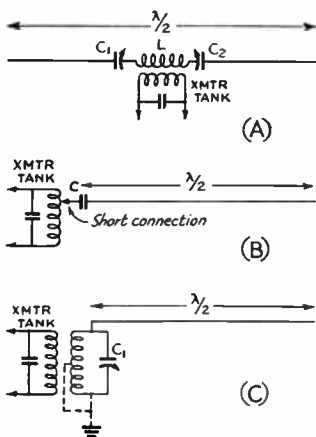 λ/2
C₁ L C₂
XMTR
TANK
(A)
XMTR
TANK
C
λ/2
Short connection
(B)
λ/2
XMTR
TANK
C₁
(C)